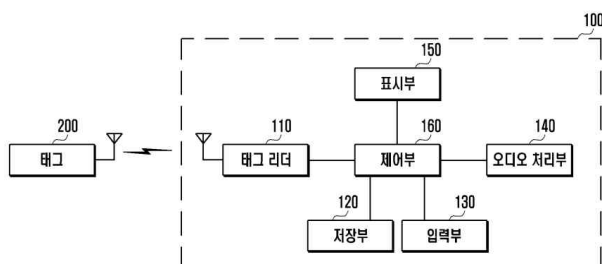 100
150
표시부
200
110
160
140
태그
태그 리더
제어부
오디오 처리부
120
130
저장부
입력부